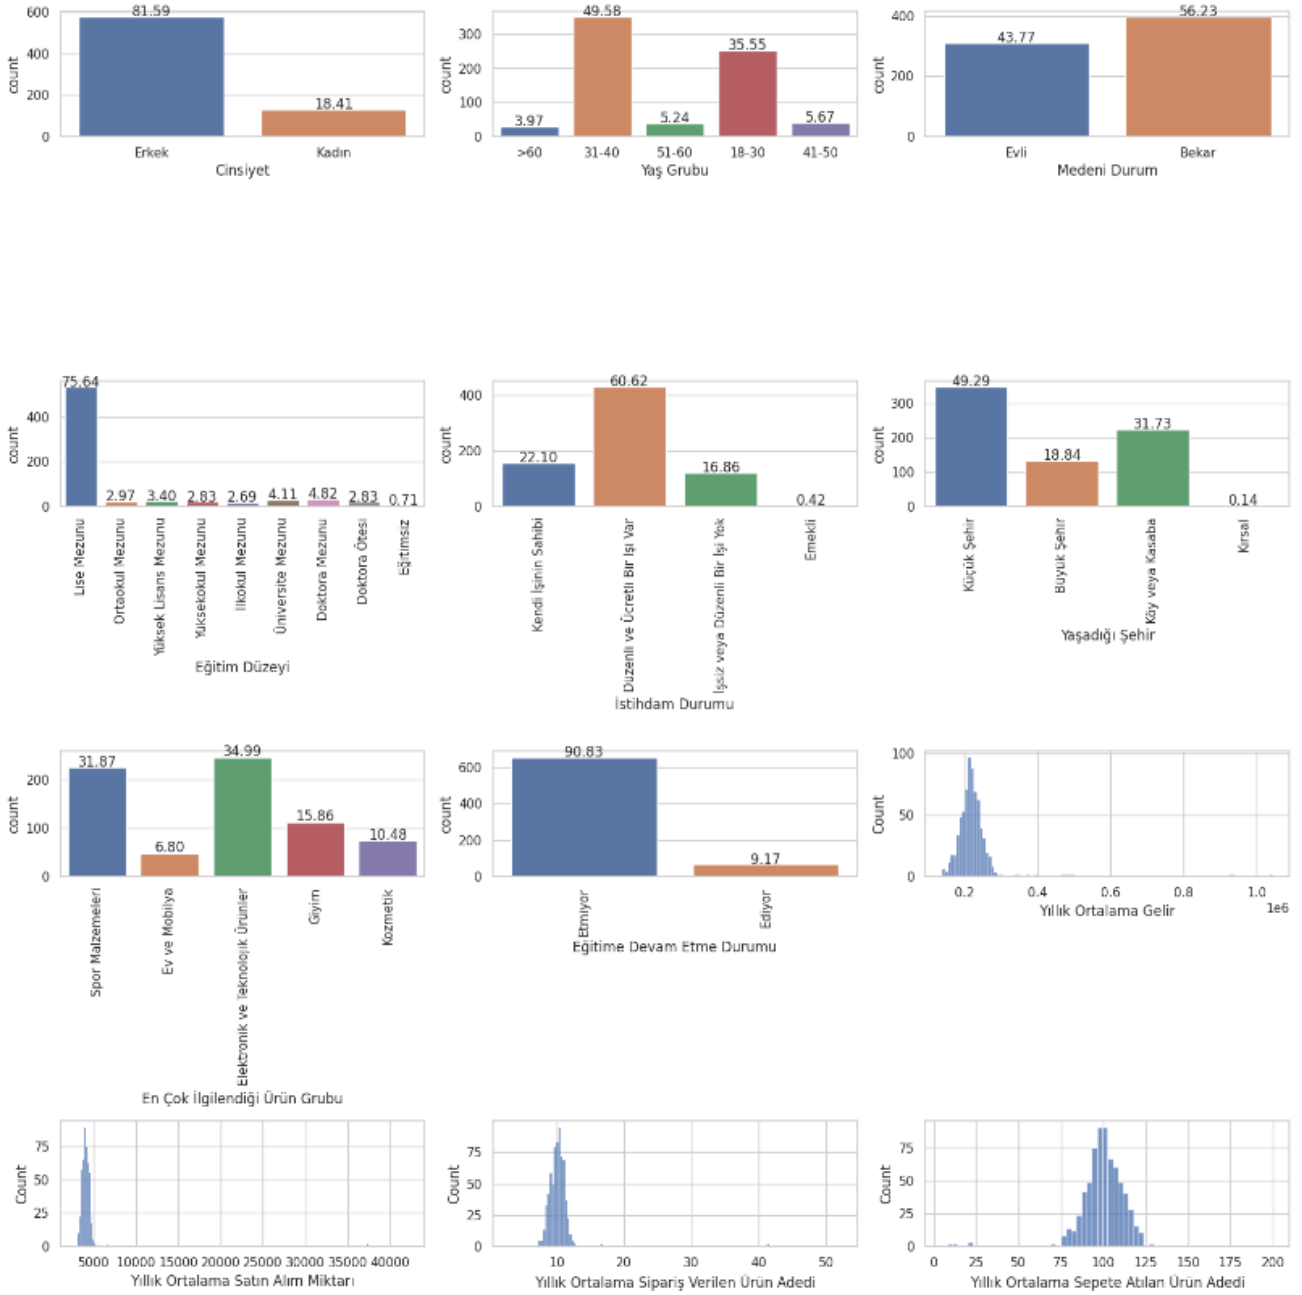 81.59
18.41
count
600
400
200
0
Erkek
Kadın
Cinsiyet
3.97
49.58
5.24
35.55
5.67
count
300
200
100
0
>60
31-40
51-60
18-30
41-50
Yaş Grubu
43.77
56.23
count
400
200
0
Evli
Bekar
Medeni Durum
75.64
2.97
3.40
2.83
2.69
4.11
4.82
2.83
0.71
count
400
200
0
Lise Mezunu
Ortaokul Mezunu
Yüksek Lisans Mezunu
Yüksekokul Mezunu
İlkokul Mezunu
Üniversite Mezunu
Doktora Mezunu
Doktora Ötesi
Eğitimsiz
Eğitim Düzeyi
22.10
60.62
16.86
0.42
count
400
200
0
Kendi İşinin Sahibi
Düzenli ve Ücretli Bir İşi Var
İşsiz veya Düzenli Bir İşi Yok
Emekli
İstihdam Durumu
49.29
18.84
31.73
0.14
count
300
200
100
0
Küçük Şehir
Büyük Şehir
Köy veya Kasaba
Kırsal
Yaşadığı Şehir
31.87
6.80
34.99
15.86
10.48
count
200
100
0
Spor Malzemeleri
Ev ve Mobilya
Elektronik ve Teknolojik Ürünler
Giyim
Kozmetik
En Çok İlgilendiği Ürün Grubu
90.83
9.17
count
600
400
200
0
Etmiyor
Ediyor
Eğitime Devam Etme Durumu
Count
100
50
0
0.2
0.4
0.6
0.8
1.0
1e6
Yıllık Ortalama Gelir
Count
75
50
25
0
5000
10000
15000
20000
25000
30000
35000
40000
Yıllık Ortalama Satın Alım Miktarı
Count
75
50
25
0
10
20
30
40
50
Yıllık Ortalama Sipariş Verilen Ürün Adedi
Count
75
50
25
0
0
25
50
75
100
125
150
175
200
Yıllık Ortalama Sepete Atılan Ürün Adedi